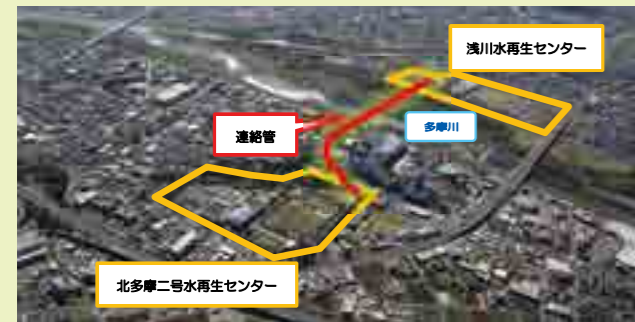 浅川水再生センター
多摩川
連絡管
北多摩二号水再生センター